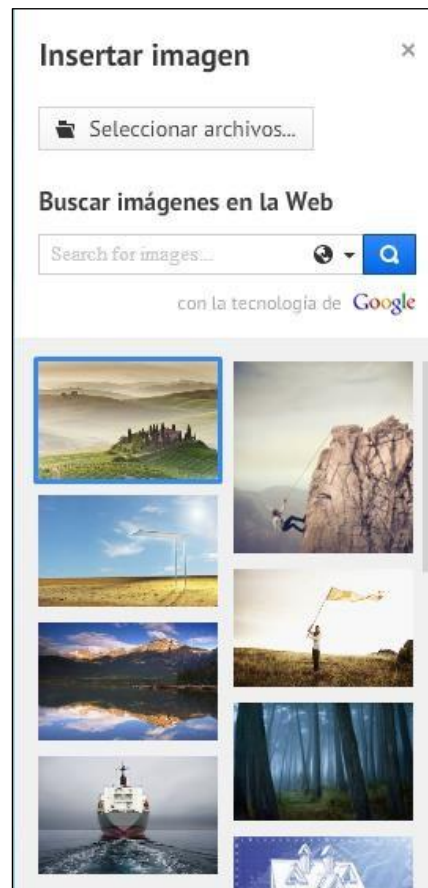 Insertar imagen
Seleccionar archivos...
Buscar imágenes en la Web
Search for images...
con la tecnología de Google